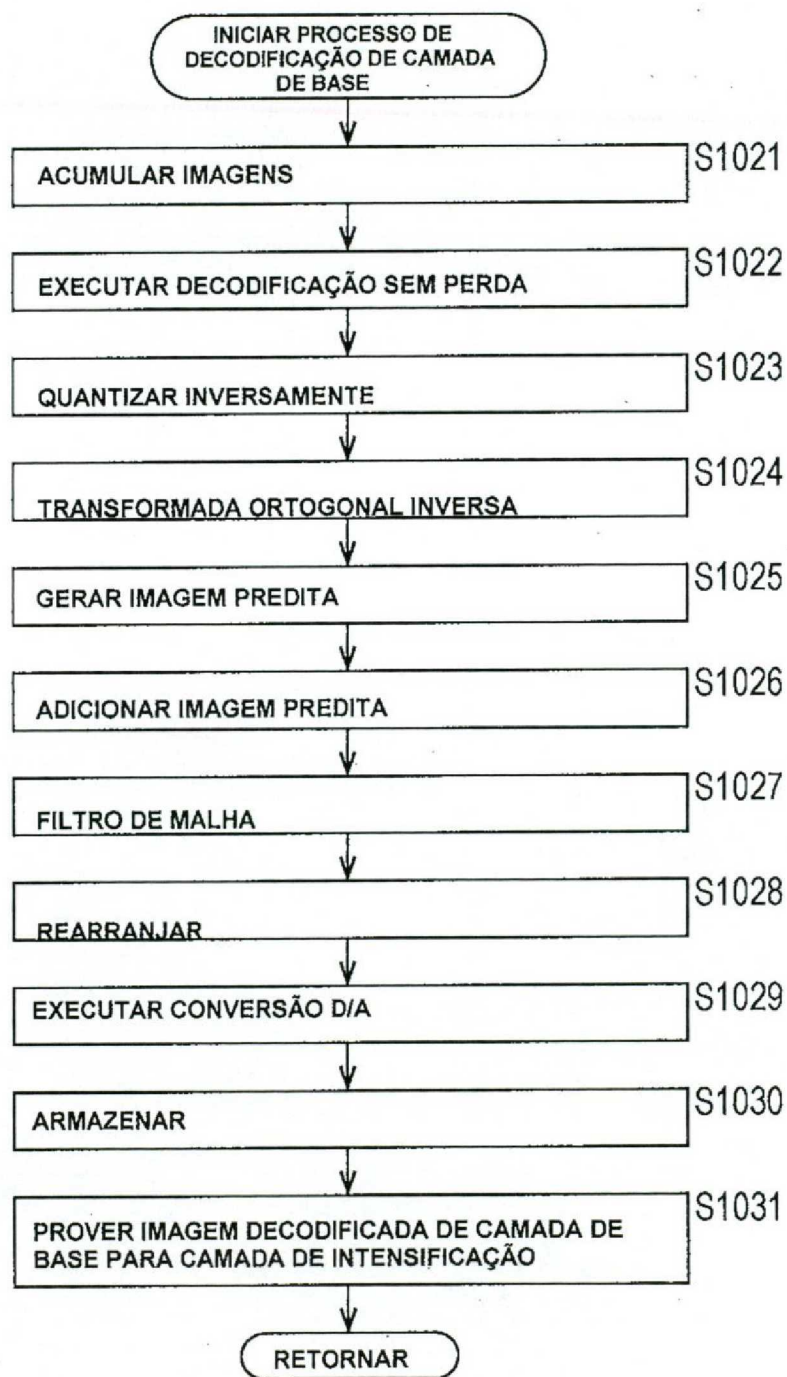 INICIAR PROCESSO DE
DECODIFICAÇÃO DE CAMADA
DE BASE
S1021
ACUMULAR IMAGENS
S1022
EXECUTAR DECODIFICAÇÃO SEM PERDA
S1023
QUANTIZAR INVERSAMENTE
S1024
TRANSFORMADA ORTOGONAL INVERSA
S1025
GERAR IMAGEM PREDITA
S1026
ADICIONAR IMAGEM PREDITA
S1027
FILTRO DE MALHA
S1028
REARRANJAR
S1029
EXECUTAR CONVERSÃO D/A
S1030
ARMAZENAR
S1031
PROVER IMAGEM DECODIFICADA DE CAMADA DE
BASE PARA CAMADA DE INTENSIFICAÇÃO
RETORNAR